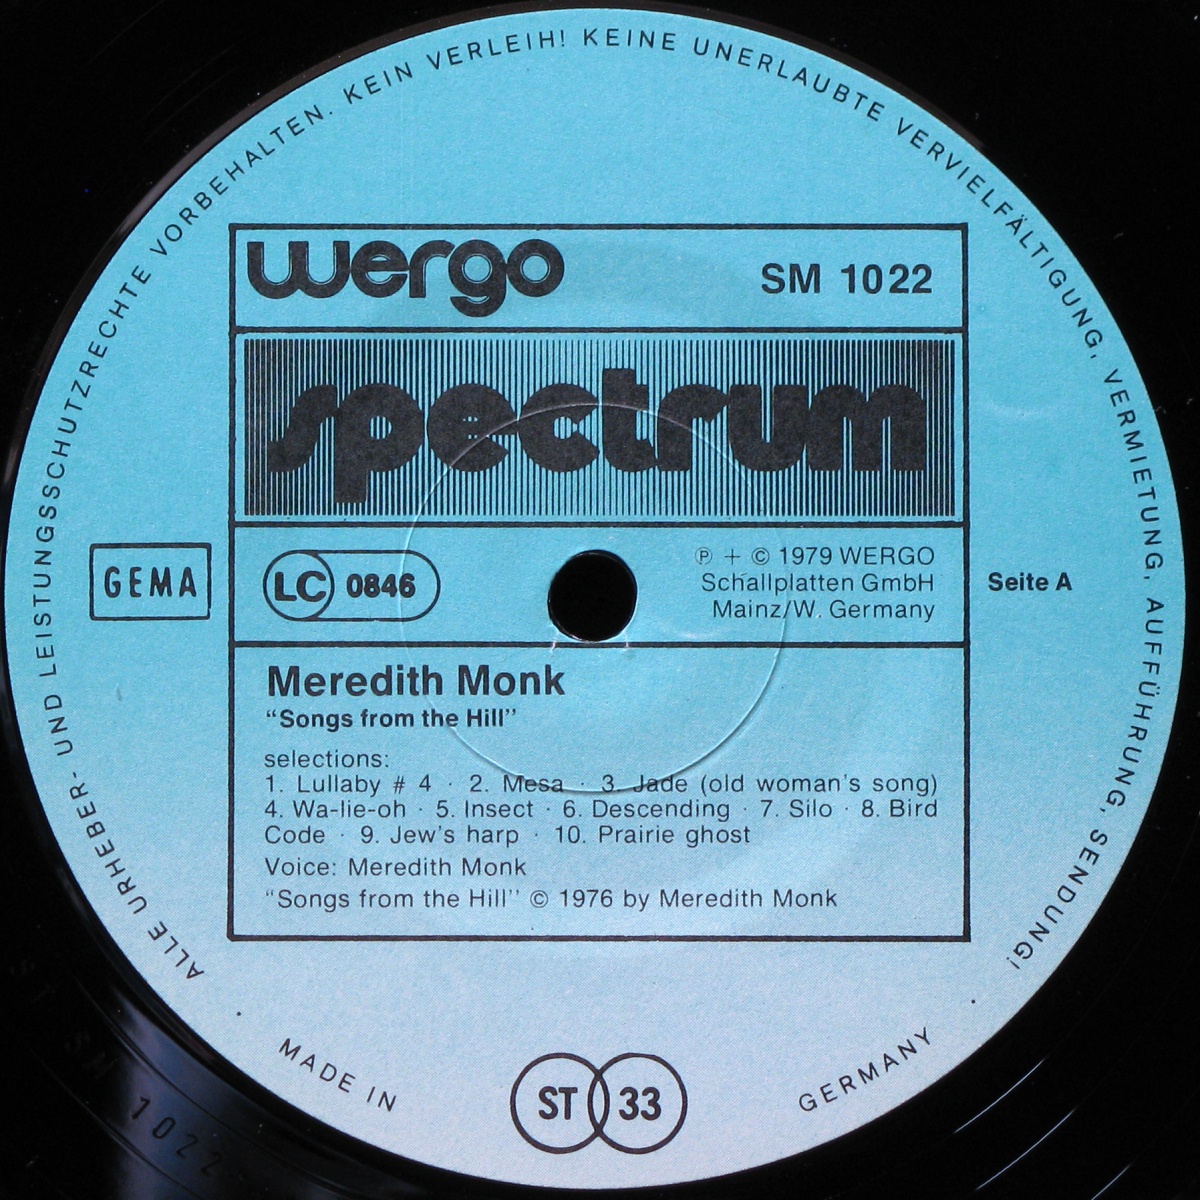 ALLE URHEBER- UND LEISTUNGSSCHUTZRECHTE VORBEHALTEN. KEIN VERLEIH! KEINE UNERLAUBTE VERVIELFÄLTIGUNG, VERMIETUNG, AUFFÜHRUNG, SENDUNG!
wergo
SM 1022
spectrum
GEMA
LC 0846
℗ + © 1979 WERGO
Schallplatten GmbH
Mainz/W. Germany
Seite A
Meredith Monk
“Songs from the Hill”
selections:
1. Lullaby # 4 · 2. Mesa · 3. Jade (old woman's song)
4. Wa-lie-oh · 5. Insect · 6. Descending · 7. Silo · 8. Bird
Code · 9. Jew's harp · 10. Prairie ghost
Voice: Meredith Monk
“Songs from the Hill” © 1976 by Meredith Monk
· MADE IN GERMANY ·
ST 33
1022